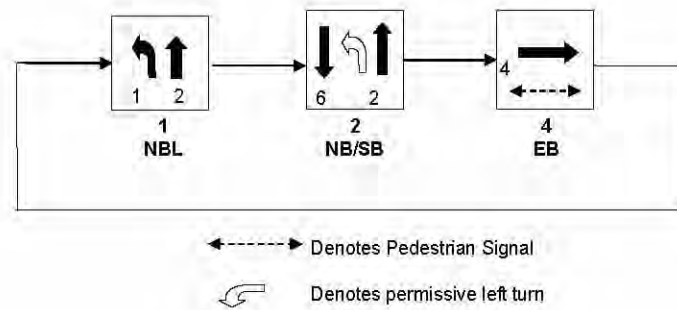 1 2
1
NBL
6 2
2
NB/SB
4
4
EB
Denotes Pedestrian Signal
Denotes permissive left turn